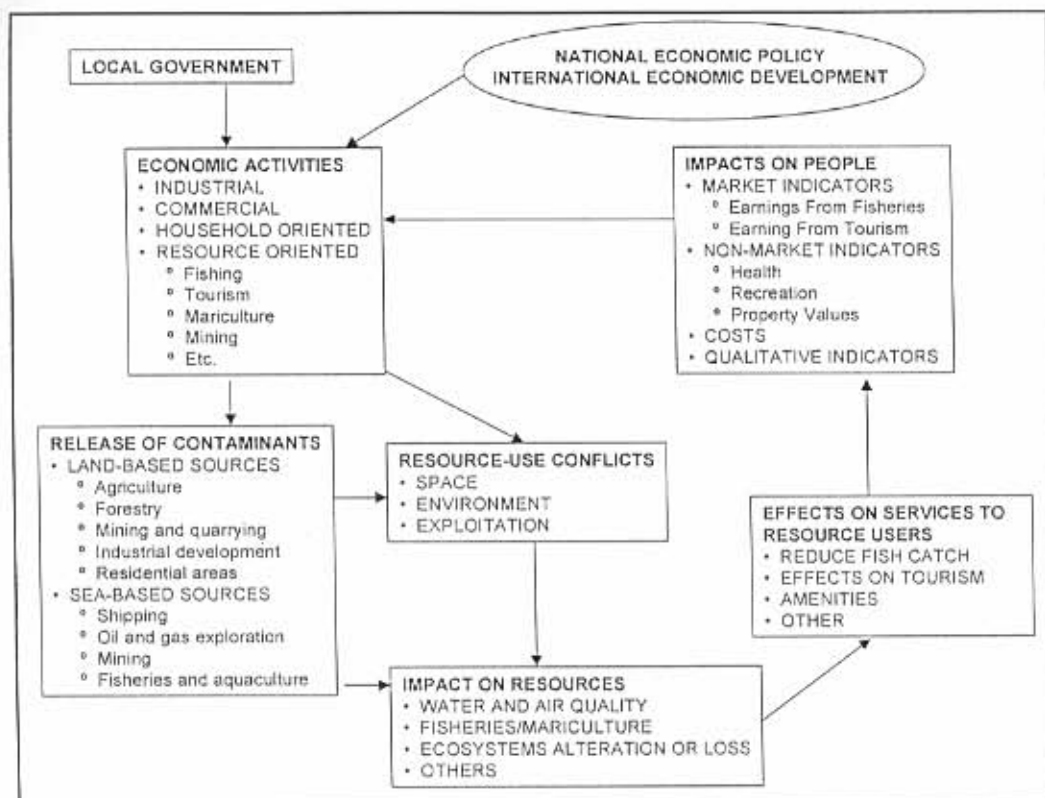 LOCAL GOVERNMENT
NATIONAL ECONOMIC POLICY
INTERNATIONAL ECONOMIC DEVELOPMENT
ECONOMIC ACTIVITIES
• INDUSTRIAL
• COMMERCIAL
• HOUSEHOLD ORIENTED
• RESOURCE ORIENTED
° Fishing
° Tourism
° Mariculture
° Mining
° Etc.
IMPACTS ON PEOPLE
• MARKET INDICATORS
° Earnings From Fisheries
° Earning From Tourism
• NON-MARKET INDICATORS
° Health
° Recreation
° Property Values
• COSTS
• QUALITATIVE INDICATORS
RELEASE OF CONTAMINANTS
• LAND-BASED SOURCES
° Agriculture
° Forestry
° Mining and quarrying
° Industrial development
° Residential areas
• SEA-BASED SOURCES
° Shipping
° Oil and gas exploration
° Mining
° Fisheries and aquaculture
RESOURCE-USE CONFLICTS
• SPACE
• ENVIRONMENT
• EXPLOITATION
EFFECTS ON SERVICES TO
RESOURCE USERS
• REDUCE FISH CATCH
• EFFECTS ON TOURISM
• AMENITIES
• OTHER
IMPACT ON RESOURCES
• WATER AND AIR QUALITY
• FISHERIES/MARICULTURE
• ECOSYSTEMS ALTERATION OR LOSS
• OTHERS